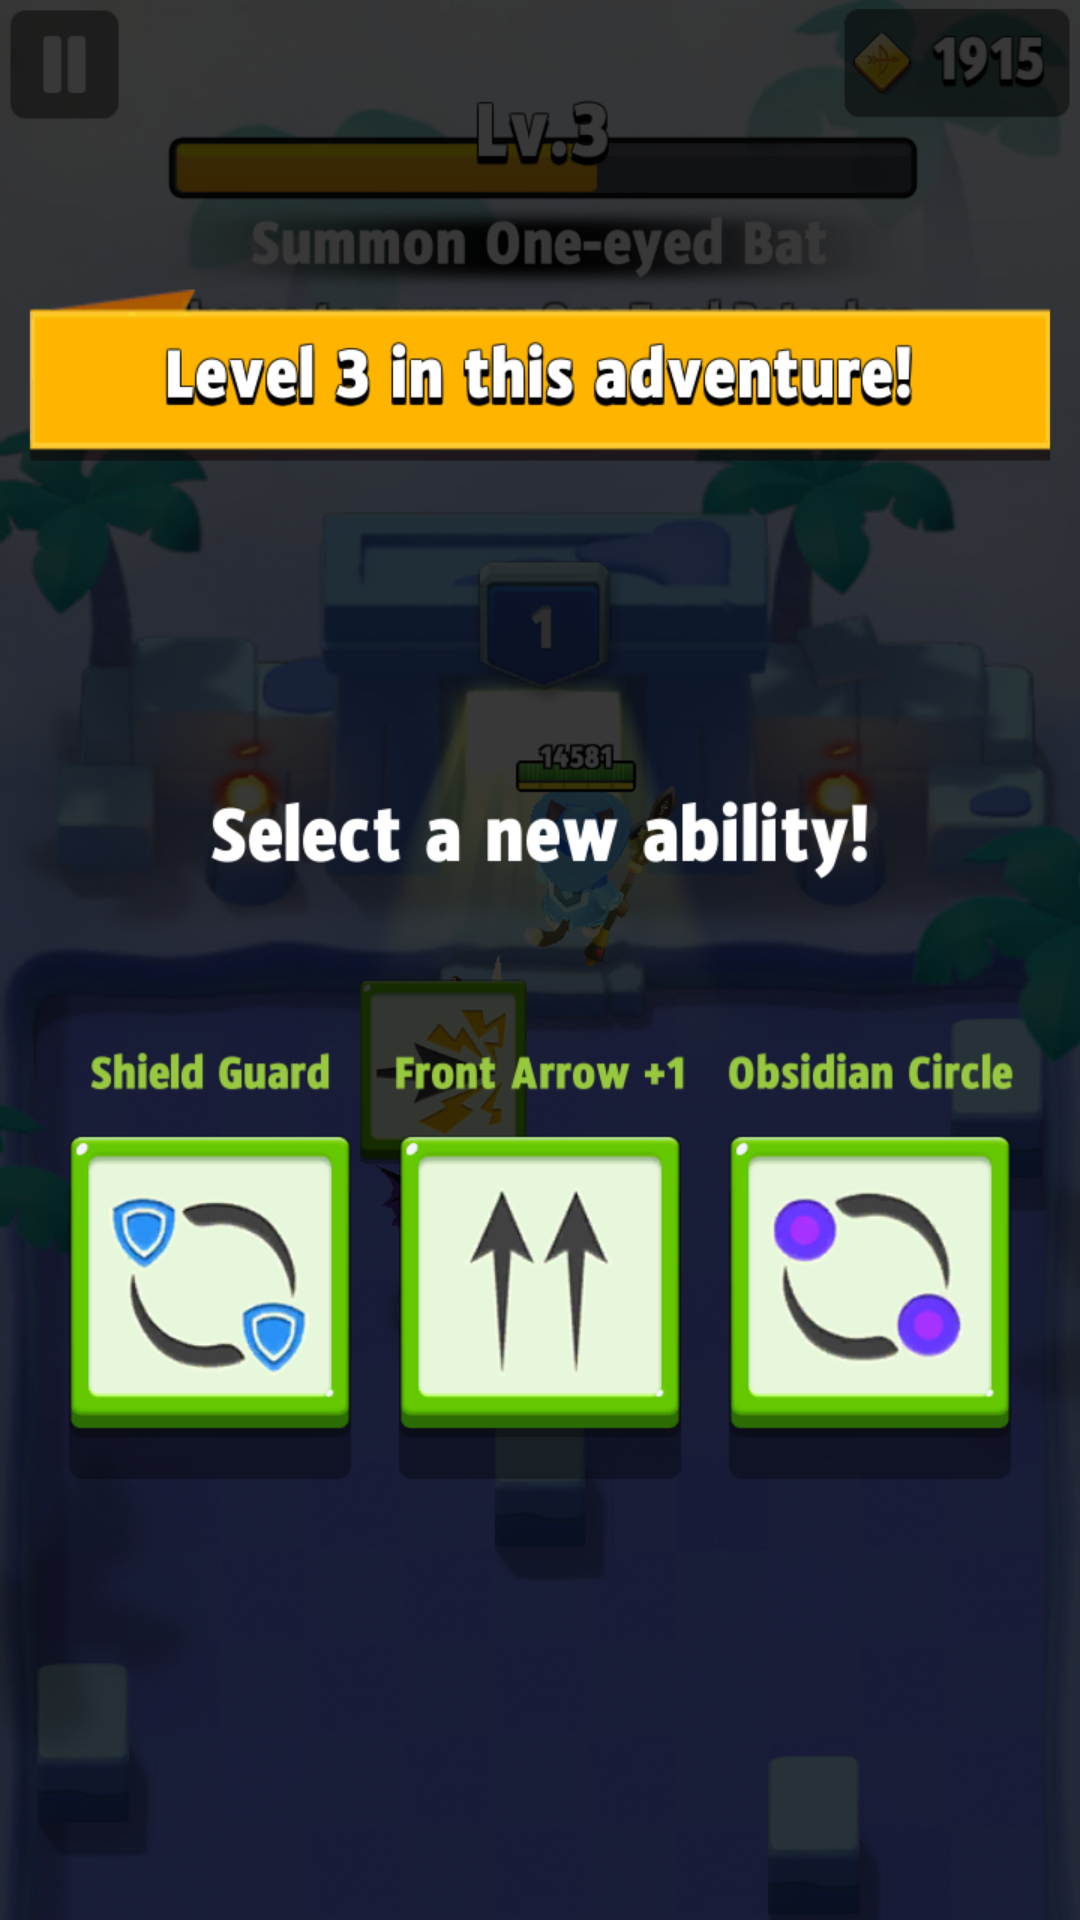 1915
Lv.3
Summon One-eyed Bat
Level 3 in this adventure!
1
14581
Select a new ability!
Shield Guard
Front Arrow +1
Obsidian Circle